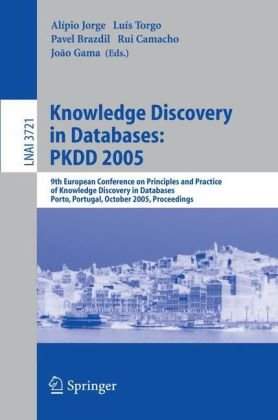 Alípio Jorge Luís Torgo
Pavel Brazdil Rui Camacho
João Gama (Eds.)
LNAI 3721
Knowledge Discovery
in Databases:
PKDD 2005
9th European Conference on Principles and Practice
of Knowledge Discovery in Databases
Porto, Portugal, October 2005, Proceedings
Springer